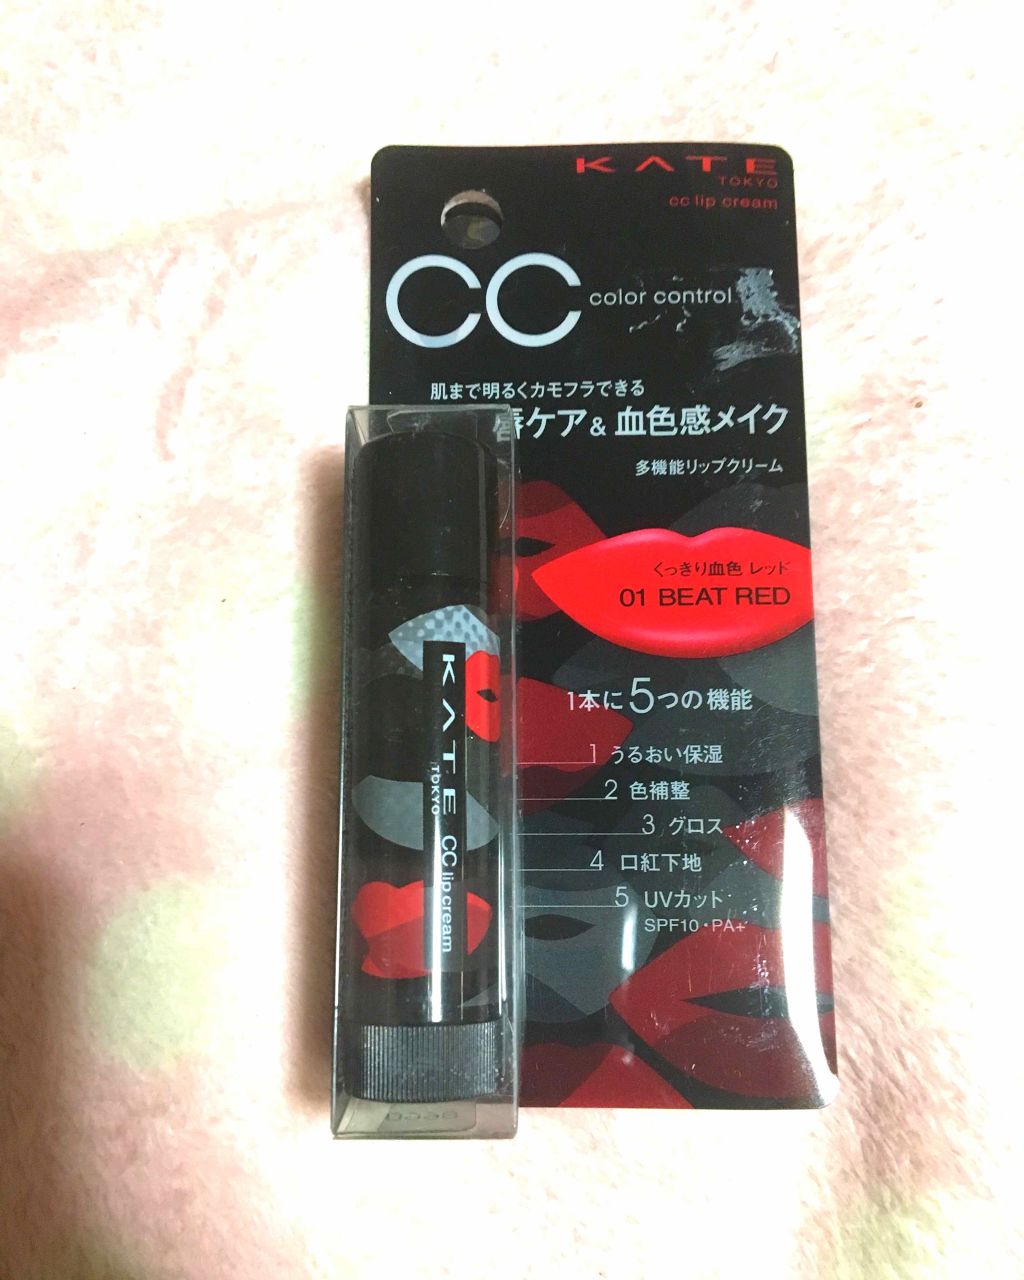 KATE
TOKYO
cc lip cream
CC color control
肌まで明るくカモフラできる
唇ケア&血色感メイク
多機能リップクリーム
くっきり血色 レッド
01 BEAT RED
1本に5つの機能
1 うるおい保湿
2 色補整
3 グロス
4 口紅下地
5 UVカット
SPF10・PA+
KATE
TOKYO
CC lip cream